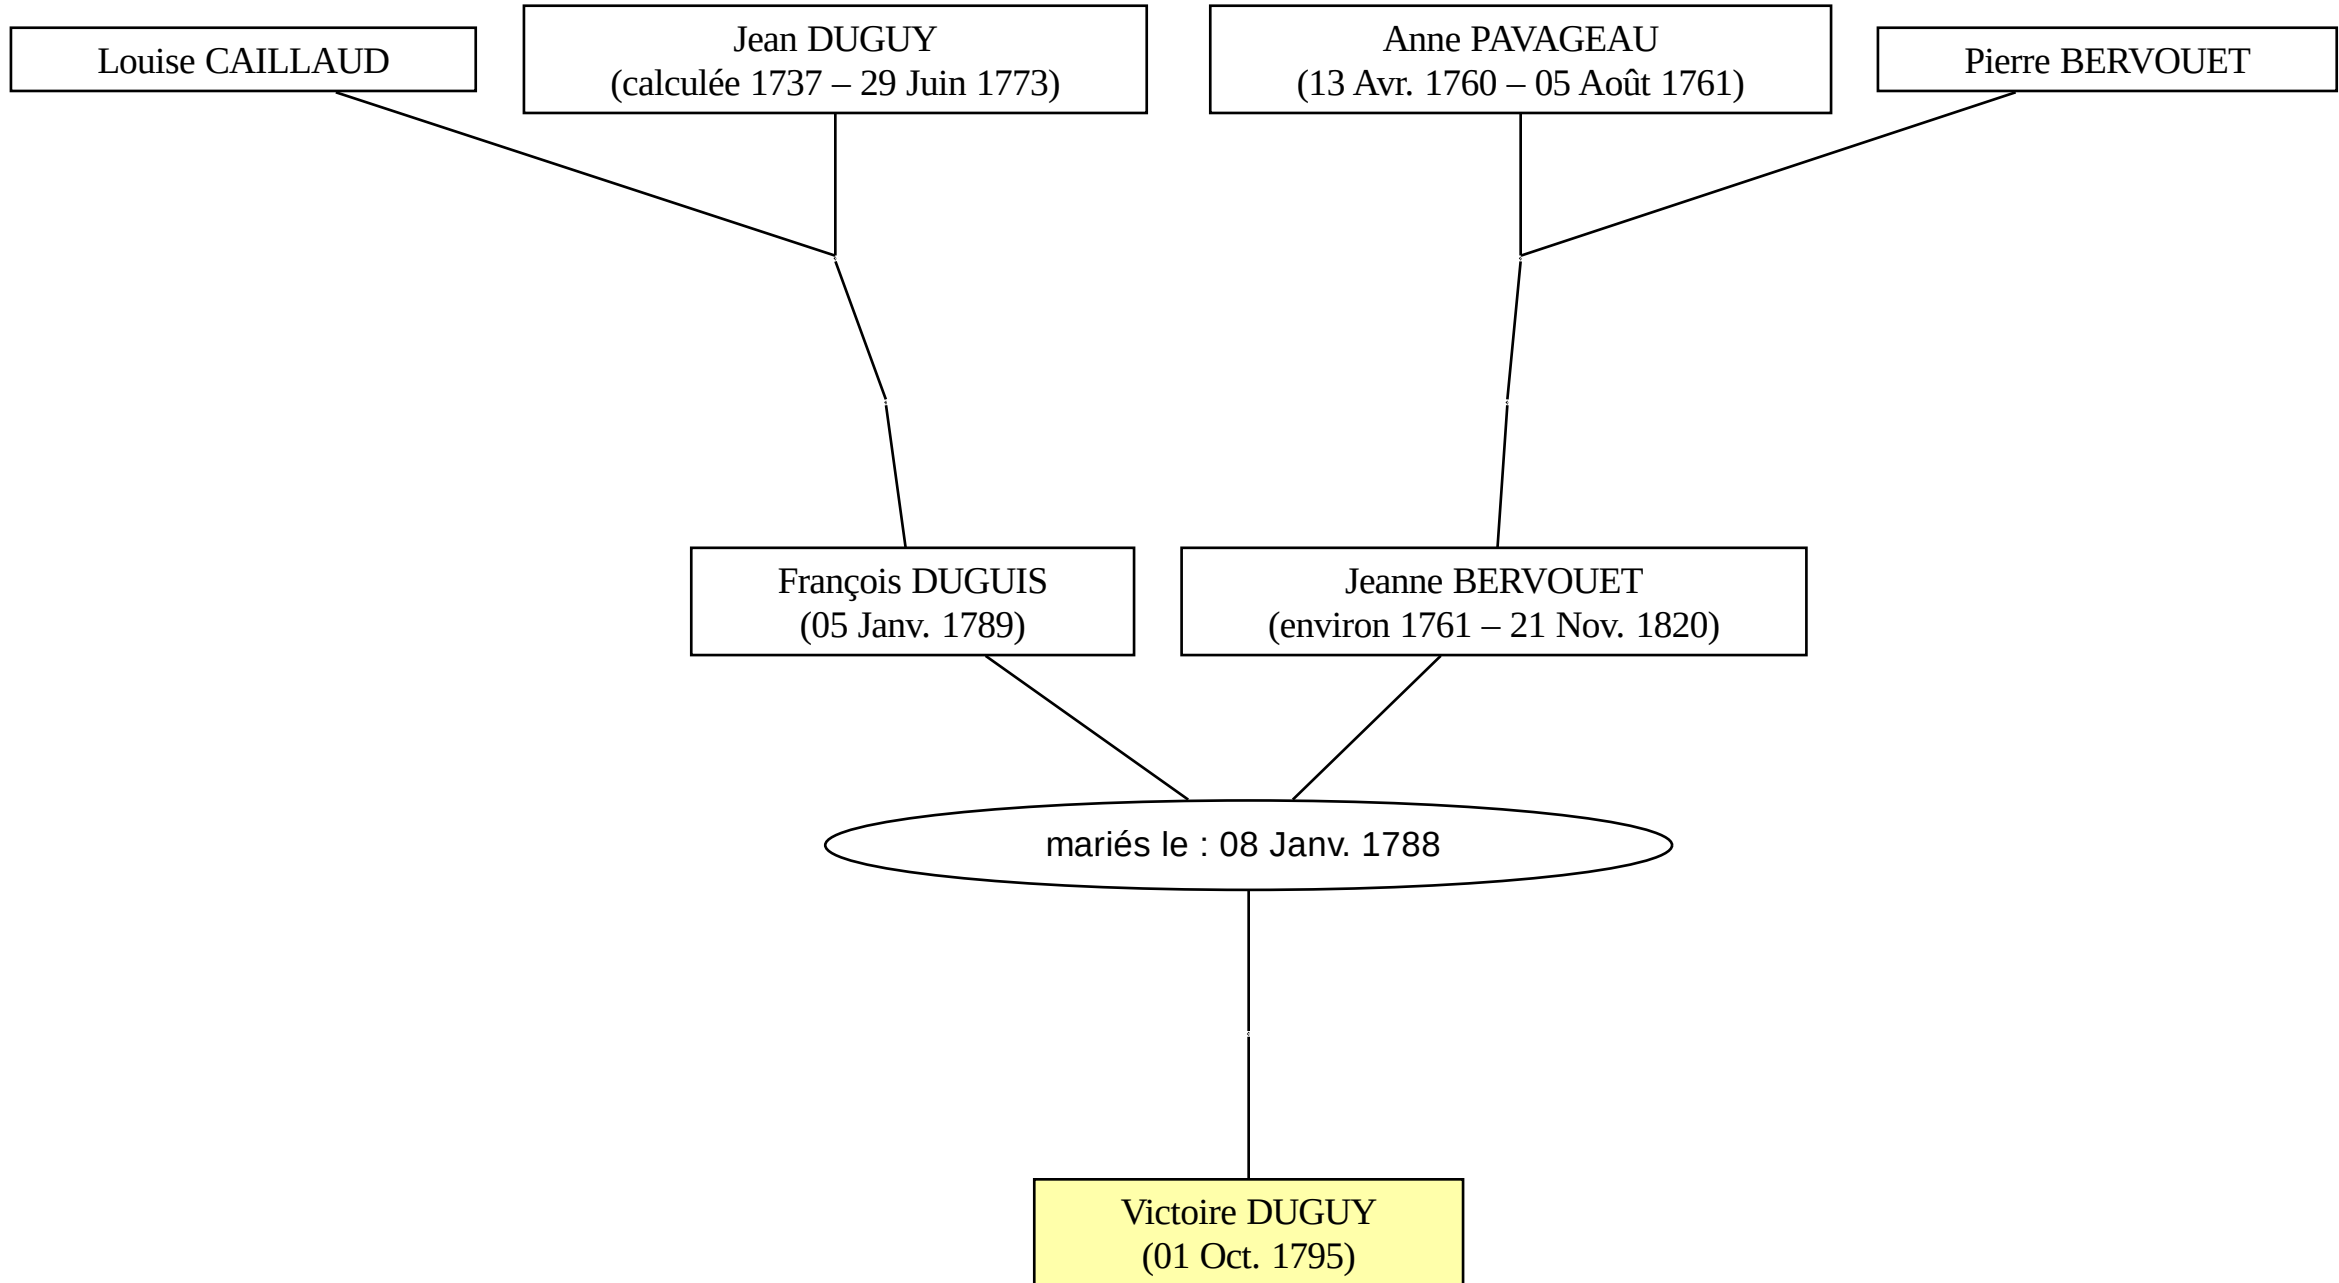 Louise CAILLAUD
Jean DUGUY
(calculée 1737 – 29 Juin 1773)
Anne PAVAGEAU
(13 Avr. 1760 – 05 Août 1761)
Pierre BERVOUET
François DUGUIS
(05 Janv. 1789)
Jeanne BERVOUET
(environ 1761 – 21 Nov. 1820)
mariés le : 08 Janv. 1788
Victoire DUGUY
(01 Oct. 1795)